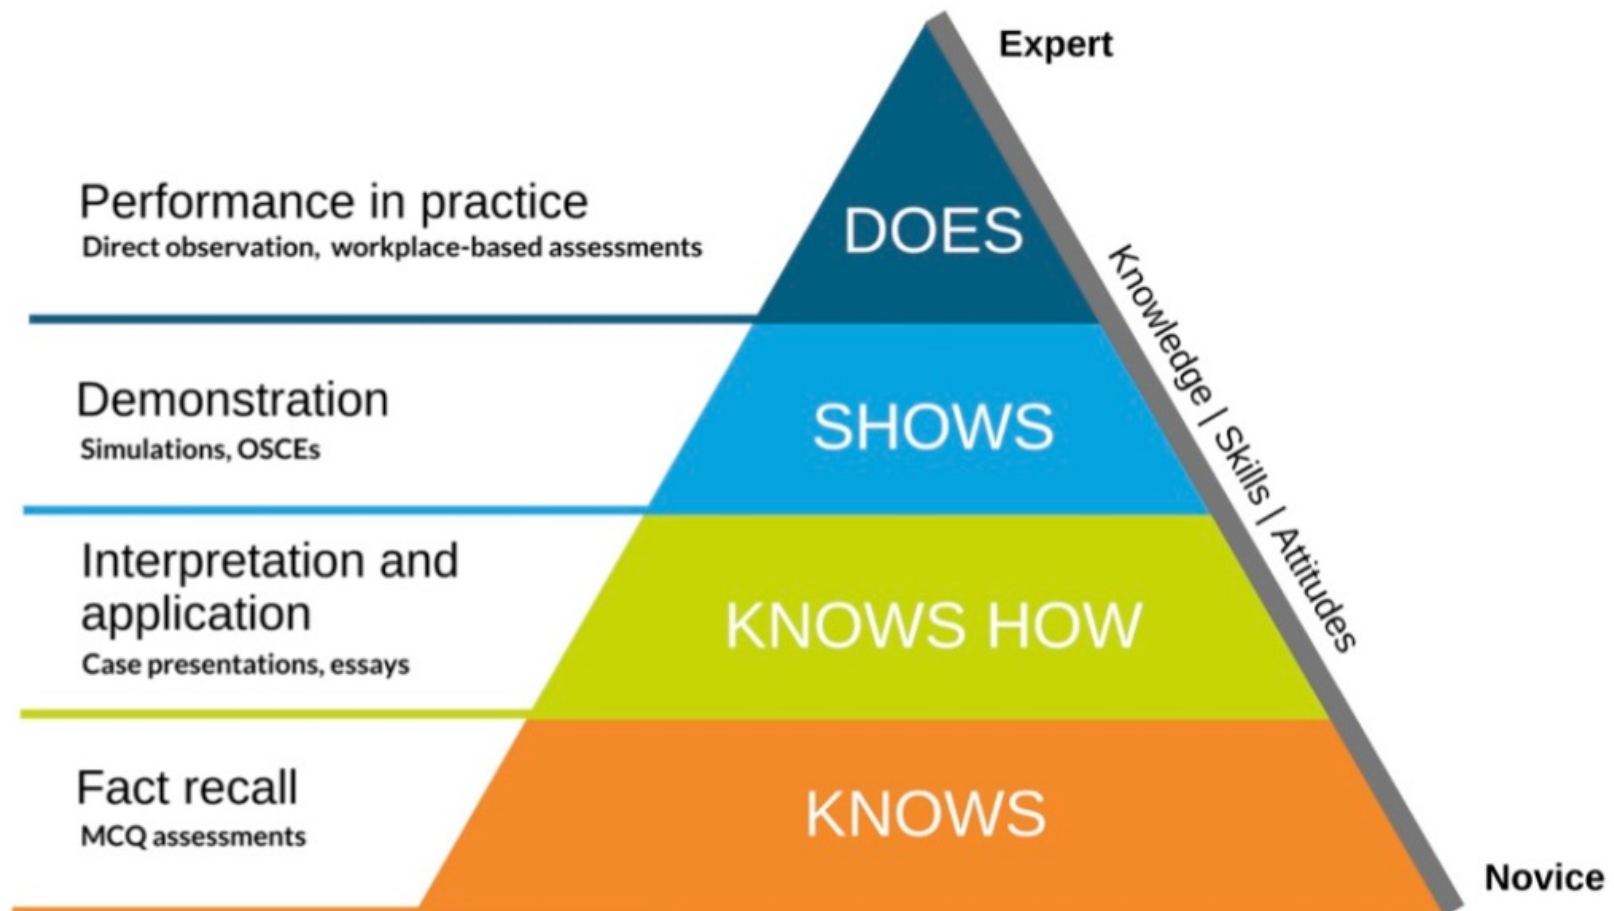 Expert
Performance in practice
Direct observation, workplace-based assessments
DOES
Knowledge | Skills | Attitudes
Demonstration
Simulations, OSCEs
SHOWS
Interpretation and
application
Case presentations, essays
KNOWS HOW
Fact recall
MCQ assessments
KNOWS
Novice